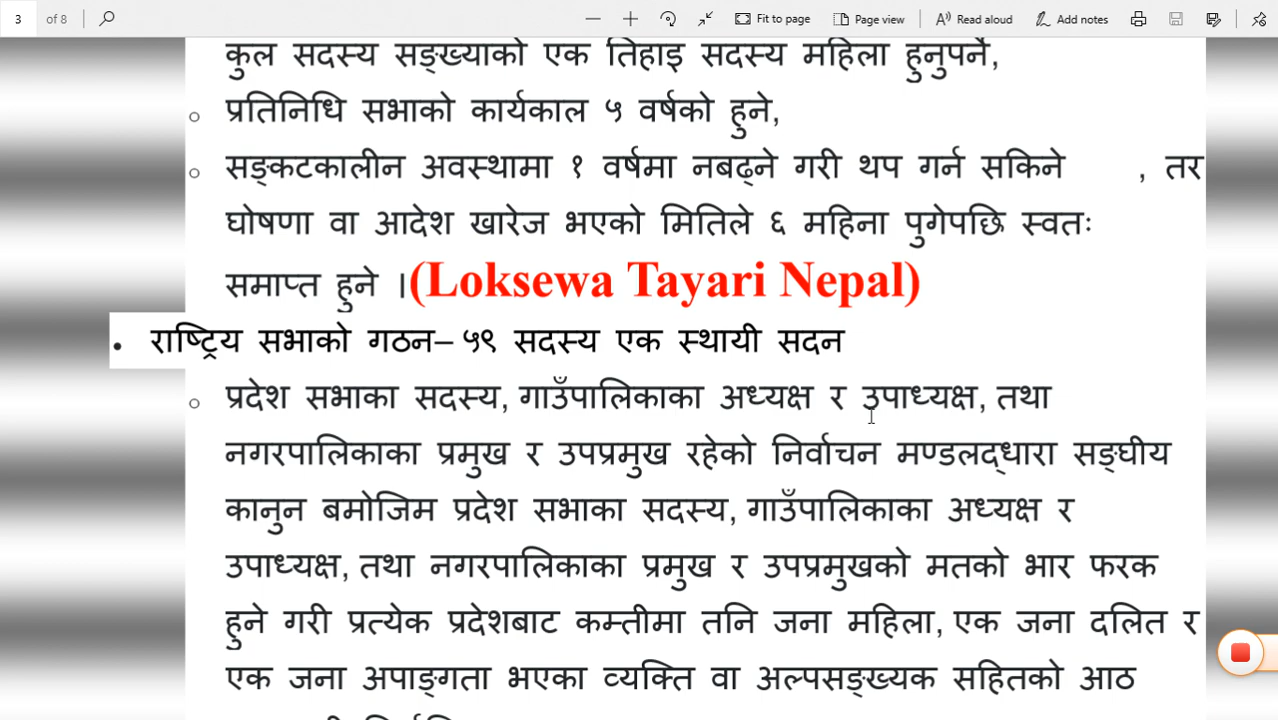 3 of 8 Fit to page Page view Read aloud Add notes
कुल सदस्य सङ्ख्याको एक तिहाइ सदस्य महिला हुनुपर्ने,
○ प्रतिनिधि सभाको कार्यकाल ५ वर्षको हुने,
○ सङ्कटकालीन अवस्थामा १ वर्षमा नबढ्ने गरी थप गर्न सकिने , तर
घोषणा वा आदेश खारेज भएको मितिले ६ महिना पुगेपछि स्वतः
समाप्त हुने ।(Loksewa Tayari Nepal)
• राष्ट्रिय सभाको गठन– ५९ सदस्य एक स्थायी सदन
○ प्रदेश सभाका सदस्य, गाउँपालिकाका अध्यक्ष र उपाध्यक्ष, तथा
नगरपालिकाका प्रमुख र उपप्रमुख रहेको निर्वाचन मण्डलद्धारा सङ्घीय
कानुन बमोजिम प्रदेश सभाका सदस्य, गाउँपालिकाका अध्यक्ष र
उपाध्यक्ष, तथा नगरपालिकाका प्रमुख र उपप्रमुखको मतको भार फरक
हुने गरी प्रत्येक प्रदेशबाट कम्तीमा तनि जना महिला, एक जना दलित र
एक जना अपाङ्गता भएका व्यक्ति वा अल्पसङ्ख्यक सहितको आठ